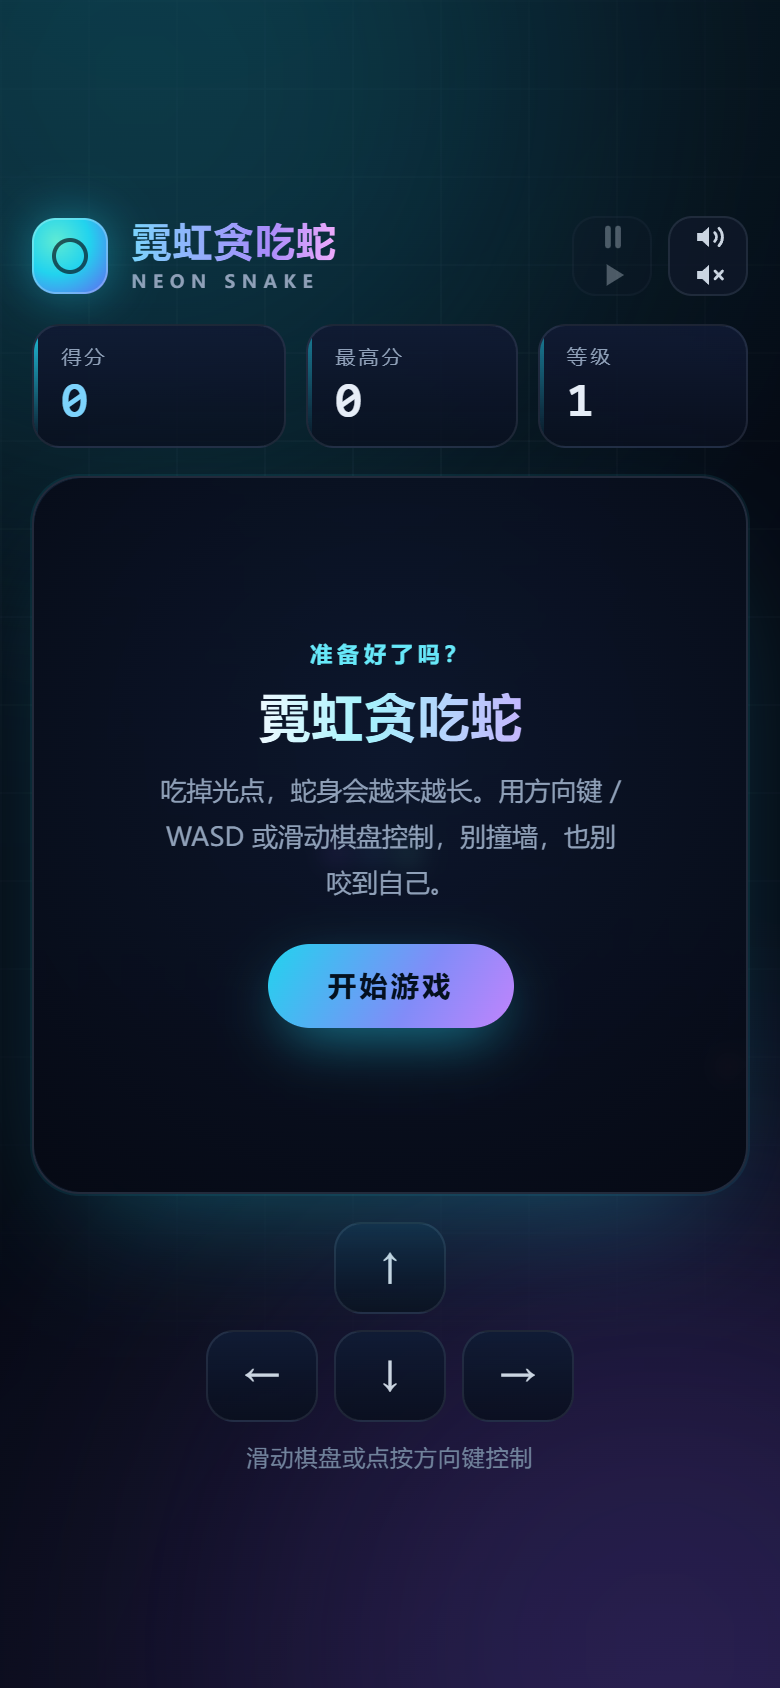 霓虹贪吃蛇
NEON SNAKE
得分
0
最高分
0
等级
1
准备好了吗?
霓虹贪吃蛇
吃掉光点，蛇身会越来越长。用方向键 /
WASD 或滑动棋盘控制，别撞墙，也别
咬到自己。
开始游戏
↑
← ↓ →
滑动棋盘或点按方向键控制